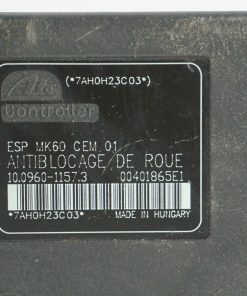 (*7AH0H23C03*)
Ate
Controller
ESP MK60 CEM 01
ANTIBLOCAGE DE ROUE
10.0960-1157.3 00401865E1
*7AH0H23C03* MADE IN HUNGARY